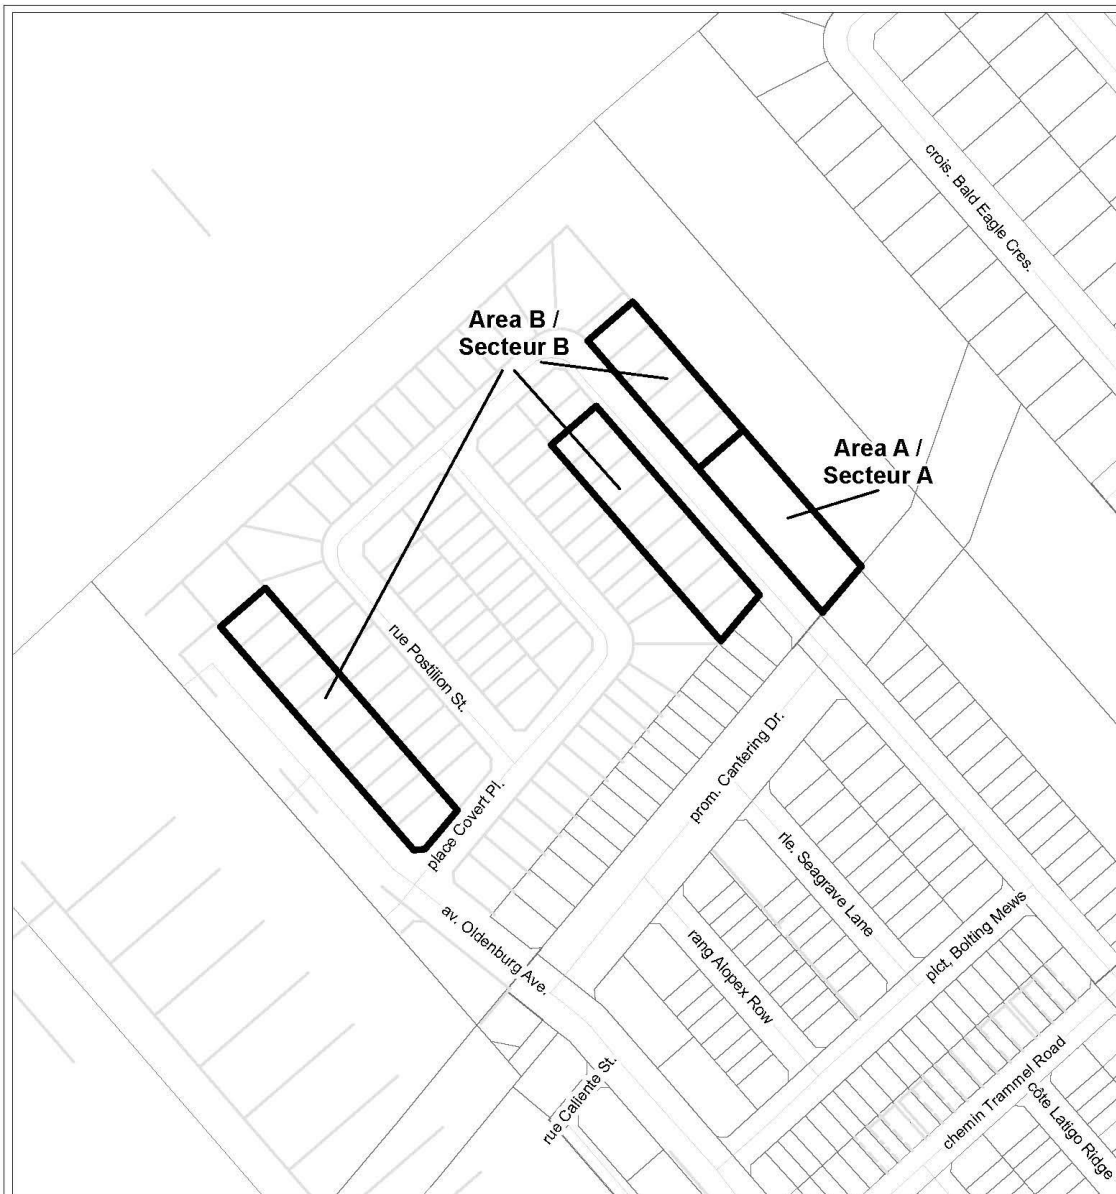 crois. Bald Eagle Cres.
Area B /
Secteur B
Area A /
Secteur A
rue Postilion St.
place Covert Pl.
prom. Cantering Dr.
rle. Seagrave Lane
av. Oldenburg Ave.
rang Alopex Row
plct. Bolting Mews
rue Caliente St.
chemin Trammel Road
côte Latigo Ridge